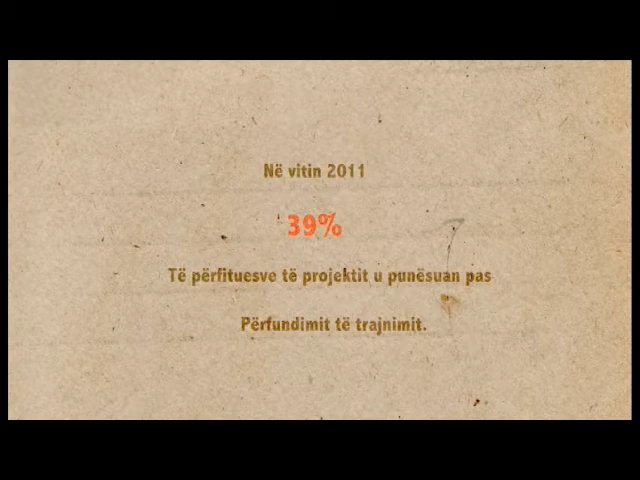 Në vitin 2011
39%
Të përfituesve të projektit u punësuan pas
Përfundimit të trajnimit.